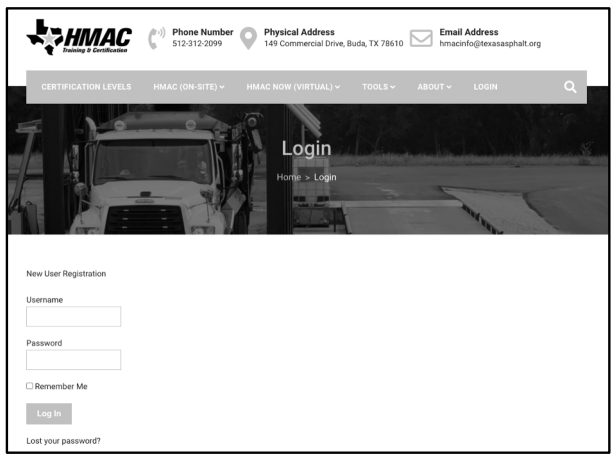 HMAC
Training & Certification
Phone Number
512-312-2099
Physical Address
149 Commercial Drive, Buda, TX 78610
Email Address
hmacinfo@texasasphalt.org
CERTIFICATION LEVELS HMAC (ON-SITE) HMAC NOW (VIRTUAL) TOOLS ABOUT LOGIN
Login
Home > Login
New User Registration
Username
Password
Remember Me
Log In
Lost your password?